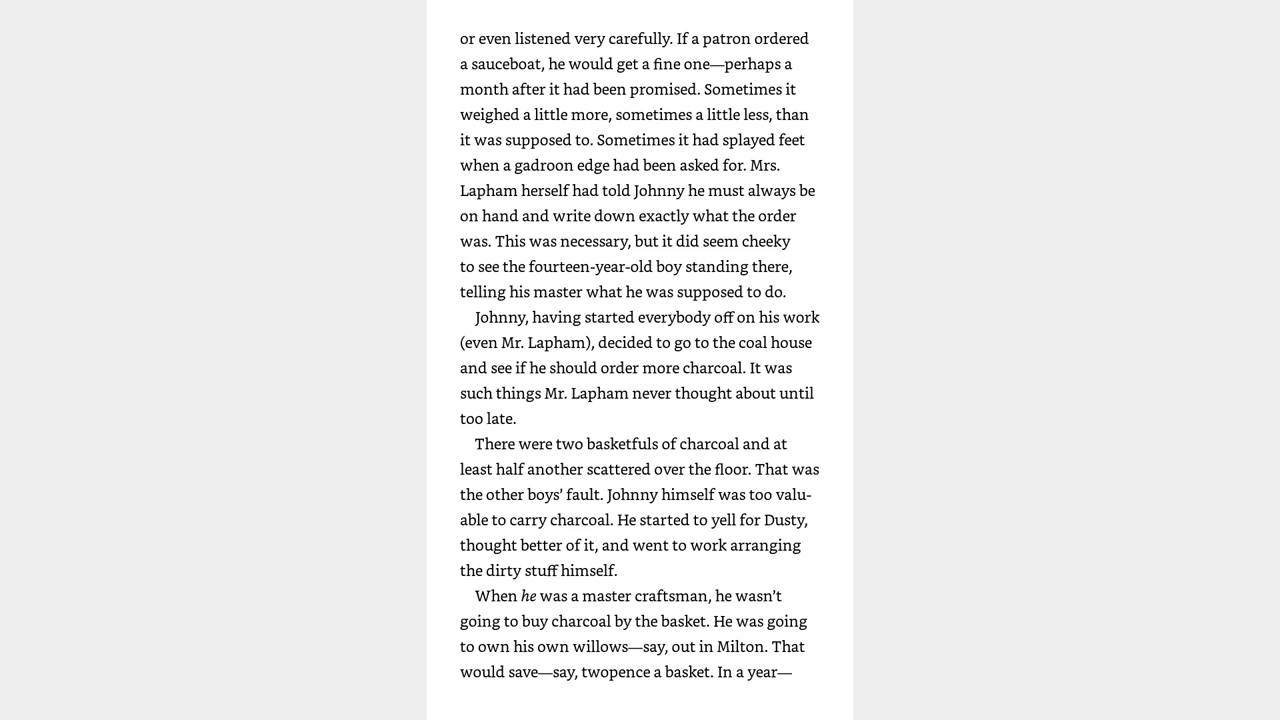 or even listened very carefully. If a patron ordered
a sauceboat, he would get a fine one—perhaps a
month after it had been promised. Sometimes it
weighed a little more, sometimes a little less, than
it was supposed to. Sometimes it had splayed feet
when a gadroon edge had been asked for. Mrs.
Lapham herself had told Johnny he must always be
on hand and write down exactly what the order
was. This was necessary, but it did seem cheeky
to see the fourteen-year-old boy standing there,
telling his master what he was supposed to do.
Johnny, having started everybody off on his work
(even Mr. Lapham), decided to go to the coal house
and see if he should order more charcoal. It was
such things Mr. Lapham never thought about until
too late.
There were two basketfuls of charcoal and at
least half another scattered over the floor. That was
the other boys’ fault. Johnny himself was too valu-
able to carry charcoal. He started to yell for Dusty,
thought better of it, and went to work arranging
the dirty stuff himself.
When he was a master craftsman, he wasn’t
going to buy charcoal by the basket. He was going
to own his own willows—say, out in Milton. That
would save—say, twopence a basket. In a year—